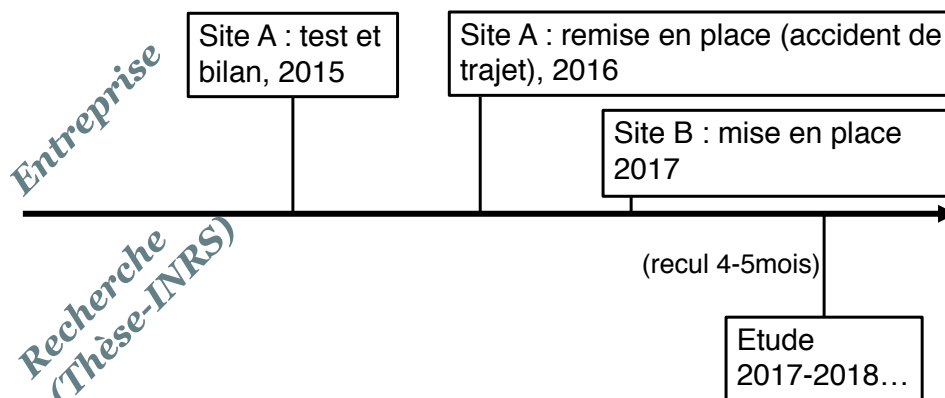 Entreprise
Site A : test et
bilan, 2015
Site A : remise en place (accident de
trajet), 2016
Site B : mise en place
2017
Recherche
(Thèse-INRS)
(recul 4-5mois)
Etude
2017-2018…